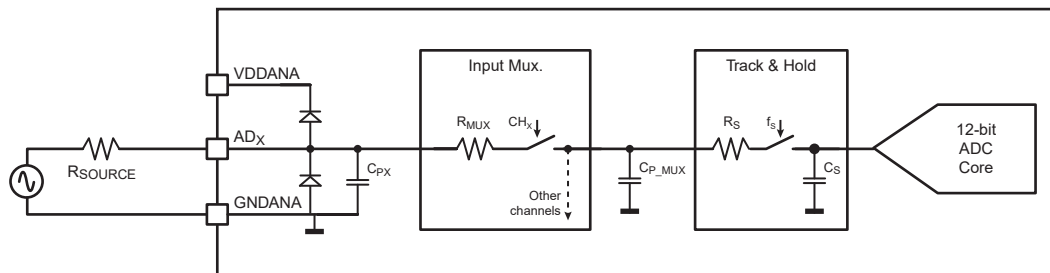 Input Mux.
Track & Hold
VDDANA
ADX
RSOURCE
GNDANA
CPX
RMUX
CHX
Other
channels
CP_MUX
RS
fS
CS
12-bit
ADC
Core